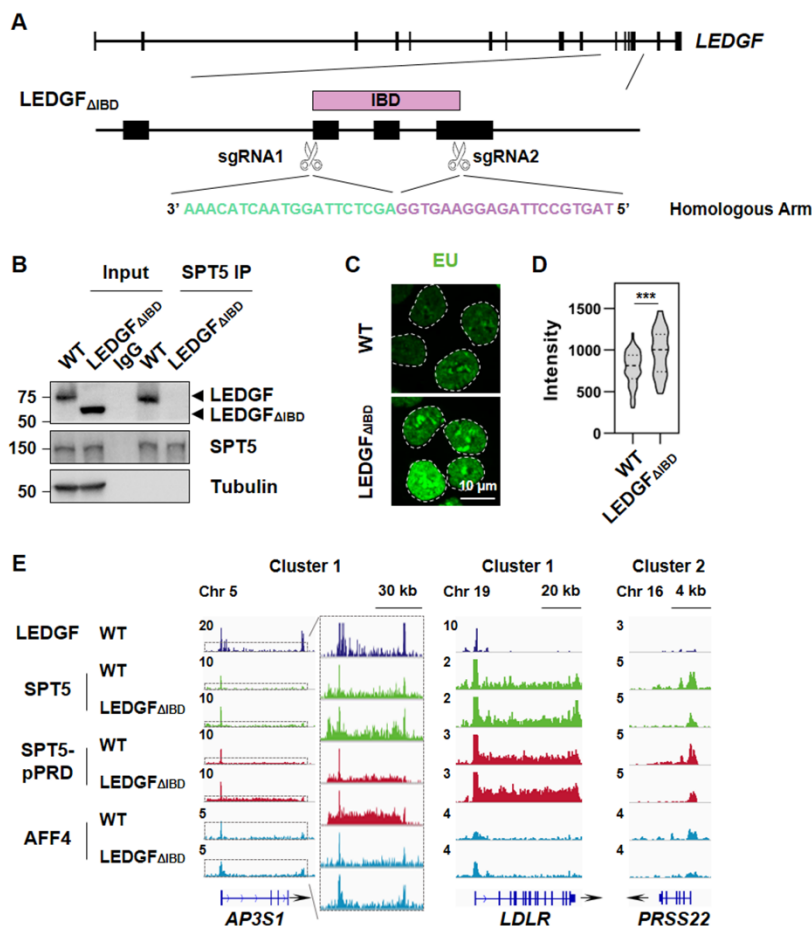 A
LEDGF
LEDGFΔIBD
IBD
sgRNA1
sgRNA2
3' AAACATCAATGGATTCTCGAGGTGAAGGAGATTCCGTGAT 5'
Homologous Arm
B
Input
SPT5 IP
WT
LEDGFΔIBD
IgG
WT
LEDGFΔIBD
75
50
LEDGF
LEDGFΔIBD
150
SPT5
50
Tubulin
C
EU
WT
LEDGFΔIBD
10 µm
D
***
Intensity
1500
1000
500
0
WT
LEDGFΔIBD
E
Cluster 1
Cluster 1
Cluster 2
Chr 5
30 kb
Chr 19
20 kb
Chr 16
4 kb
LEDGF
WT
20
10
3
SPT5
WT
10
2
5
LEDGFΔIBD
10
2
5
SPT5-
pPRD
WT
10
3
5
LEDGFΔIBD
10
3
5
AFF4
WT
5
4
4
LEDGFΔIBD
5
4
4
AP3S1
LDLR
PRSS22